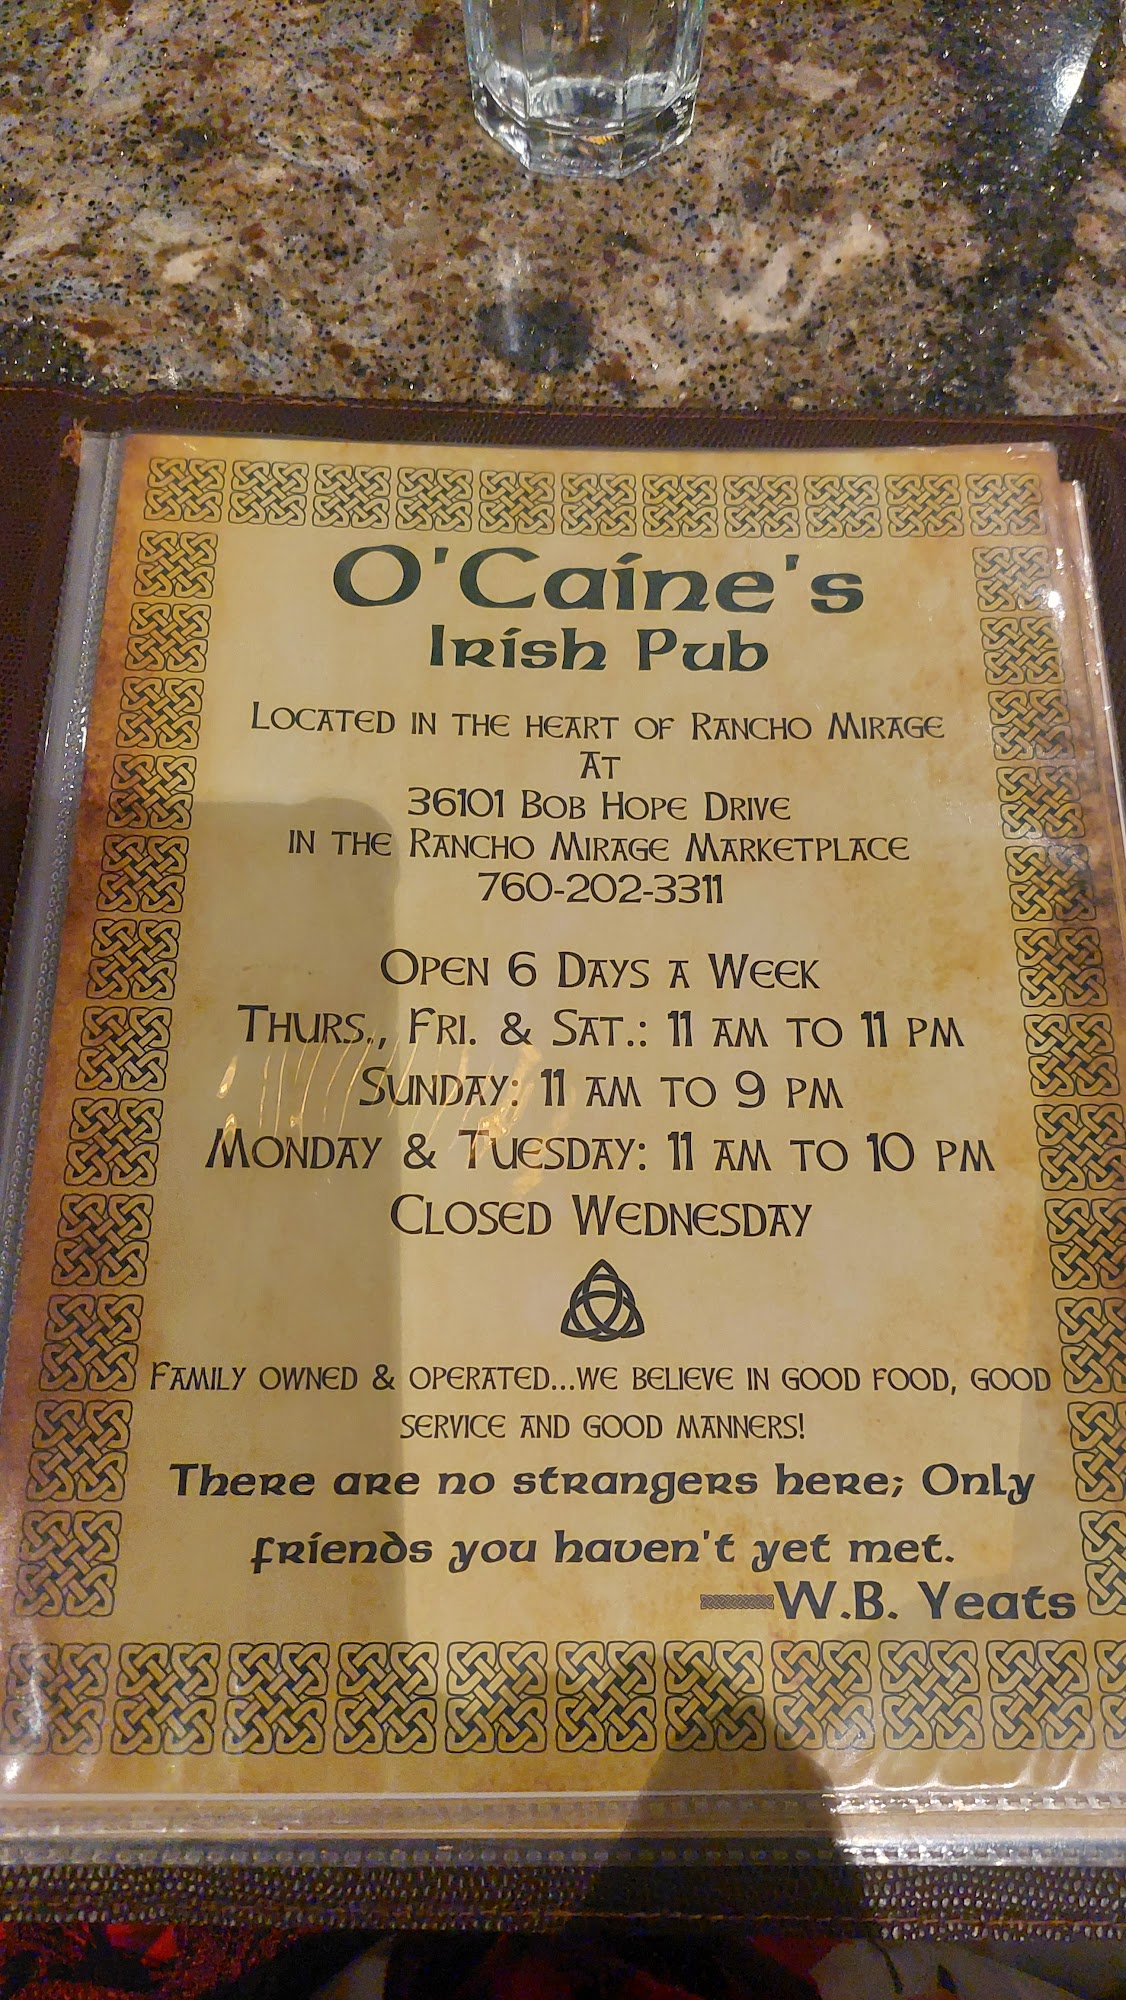 O'Caine's
Irish Pub
Located in the heart of Rancho Mirage
At
36101 Bob Hope Drive
in the Rancho Mirage Marketplace
760-202-3311
Open 6 Days a Week
Thurs., Fri. & Sat.: 11 am to 11 pm
Sunday: 11 am to 9 pm
Monday & Tuesday: 11 am to 10 pm
Closed Wednesday
Family owned & operated...we believe in good food, good
service and good manners!
There are no strangers here; Only
friends you haven't yet met.
W.B. Yeats